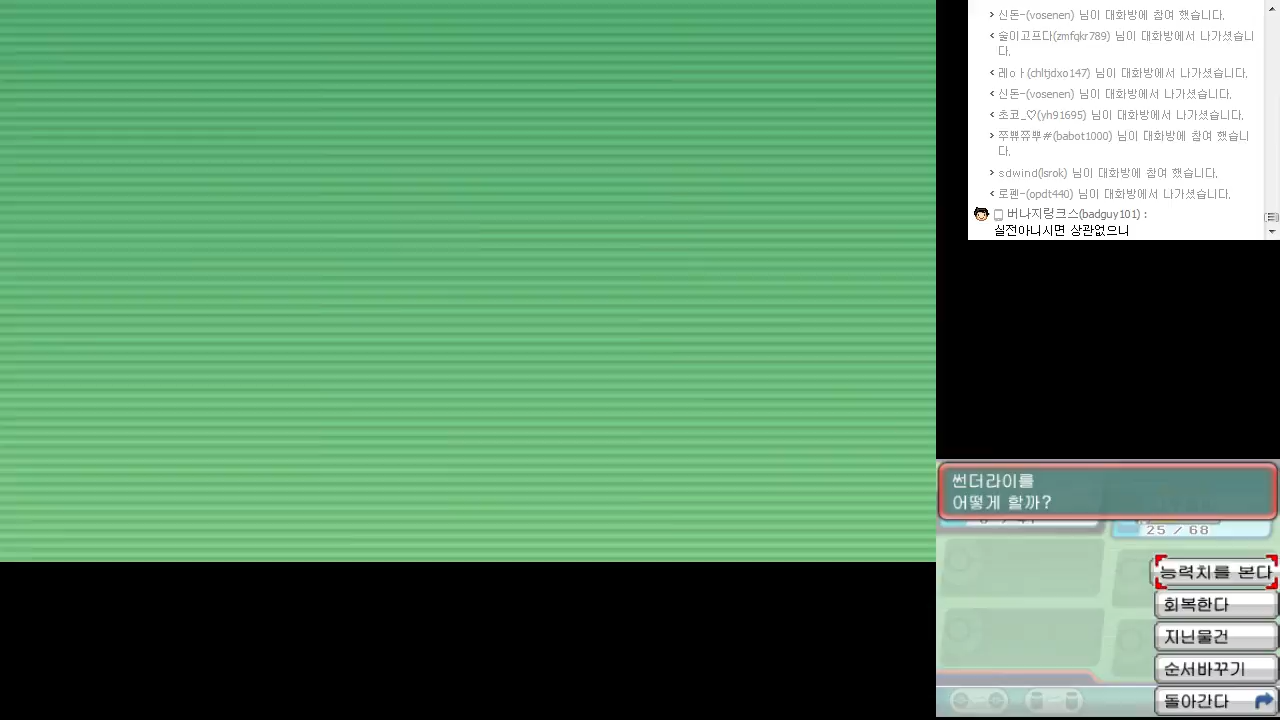 > 신돈-(vosenen) 님이 대화방에 참여 했습니다.
< 술이고프다(zmfqkr789) 님이 대화방에서 나가셨습니
다.
< 레oㅏ(chltjdxo147) 님이 대화방에서 나가셨습니다.
< 신돈-(vosenen) 님이 대화방에서 나가셨습니다.
< 초코_♡(yh91695) 님이 대화방에서 나가셨습니다.
> 쭈쀼쮸뿌#(babot1000) 님이 대화방에 참여 했습니
다.
> sdwind(lsrok) 님이 대화방에 참여 했습니다.
< 로펜-(opdt440) 님이 대화방에서 나가셨습니다.
버나지링크스(badguy101) :
실전아니시면 상관없으니
썬더라이를
어떻게 할까?
25 / 68
능력치를 본다
회복한다
지닌물건
순서바꾸기
돌아간다